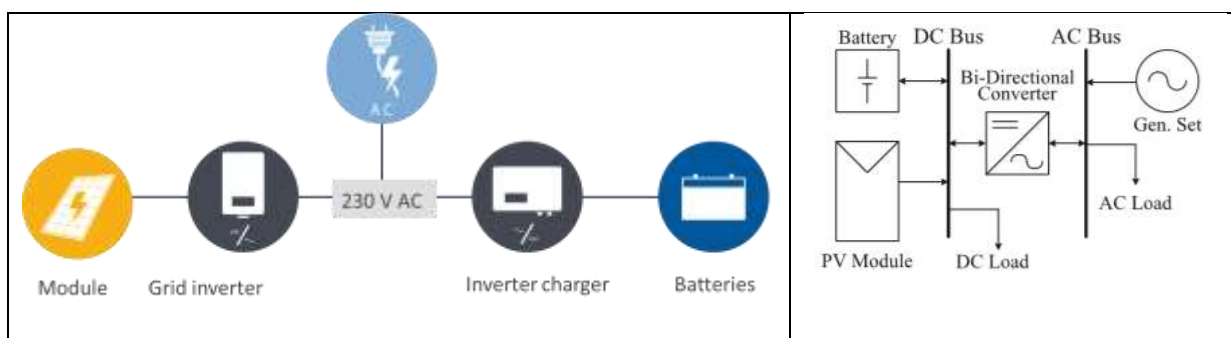 AC
230 V AC
Module
Grid inverter
Inverter charger
Batteries
Battery
DC Bus
AC Bus
Bi-Directional
Converter
Gen. Set
AC Load
PV Module
DC Load